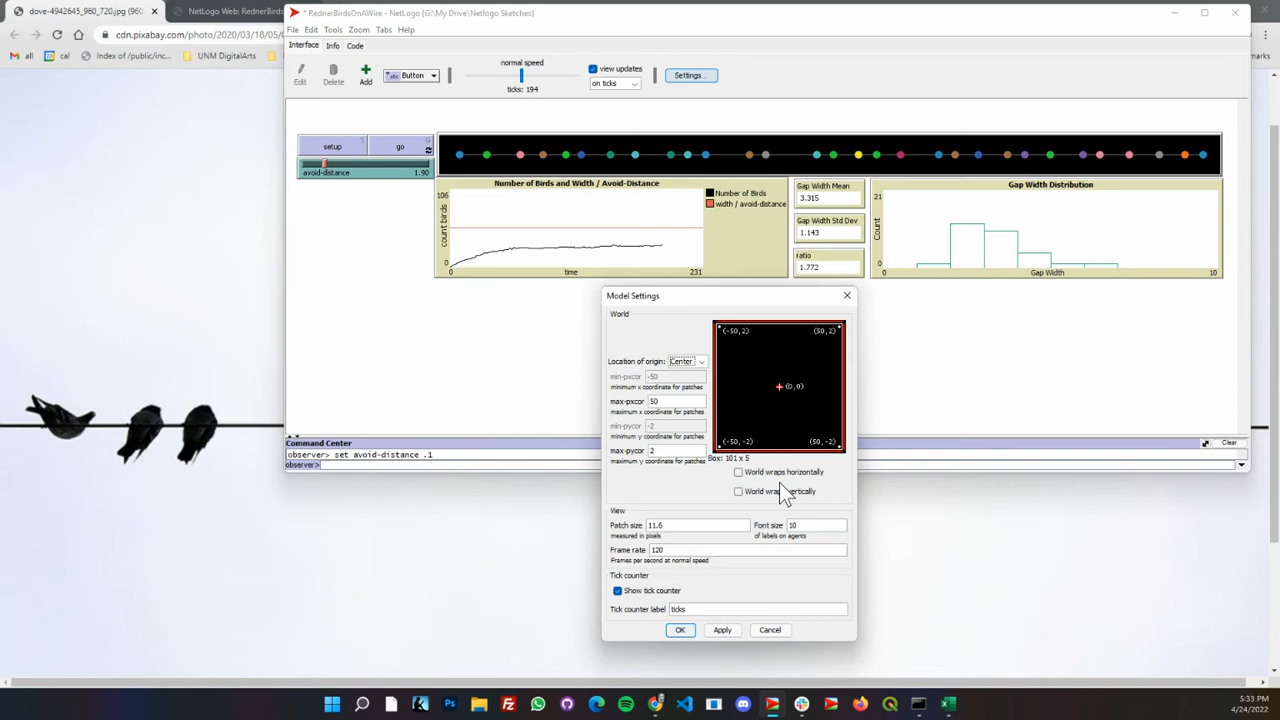 dove-4942645_960_720.jpg (960×
NetLogo Web: RednerBirds
cdn.pixabay.com/photo/2020/03/18/05/
all
cal
Index of /public/inc...
UNM DigitalArts
* RednerBirdsOnAWire - NetLogo {G:\My Drive\Netlogo Sketches}
File Edit Tools Zoom Tabs Help
Interface Info Code
Edit Delete Add
Button
normal speed
ticks: 194
view updates
on ticks
Settings...
setup
go
avoid-distance 1.90
Number of Birds and Width / Avoid-Distance
count birds
106
0
0
time
231
Number of Birds
width / avoid-distance
Gap Width Mean
3.315
Gap Width Std Dev
1.143
ratio
1.772
Gap Width Distribution
Count
21
0
0
Gap Width
10
Command Center
Clear
observer> set avoid-distance .1
observer>
Model Settings
World
Location of origin: Center
min-pxcor -50
minimum x coordinate for patches
max-pxcor 50
maximum x coordinate for patches
min-pycor -2
minimum y coordinate for patches
max-pycor 2
maximum y coordinate for patches
(-50,2)
(50,2)
(0,0)
(-50,-2)
(50,-2)
Box: 101 x 5
World wraps horizontally
World wraps vertically
View
Patch size 11.6
measured in pixels
Font size 10
of labels on agents
Frame rate 120
Frames per second at normal speed
Tick counter
Show tick counter
Tick counter label ticks
OK
Apply
Cancel
5:33 PM
4/24/2022